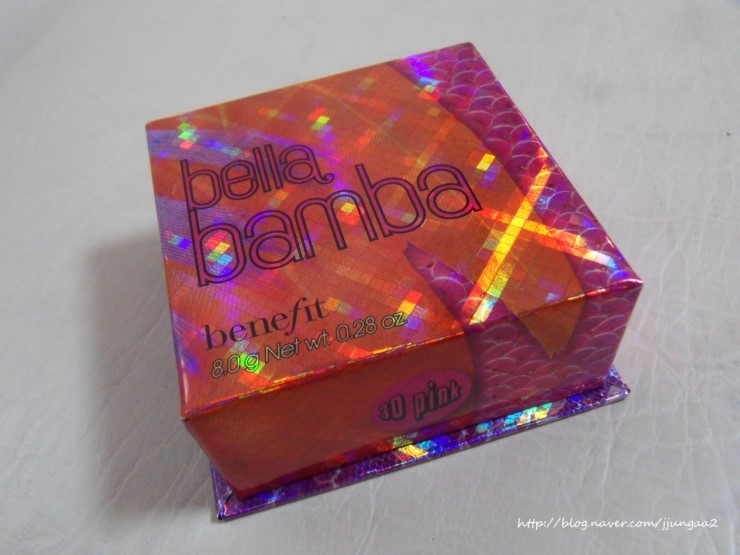 bella
bamba
benefit
8.0 g Net wt. 0.28 oz.
3D pink
http://blog.naver.com/jjungaa2